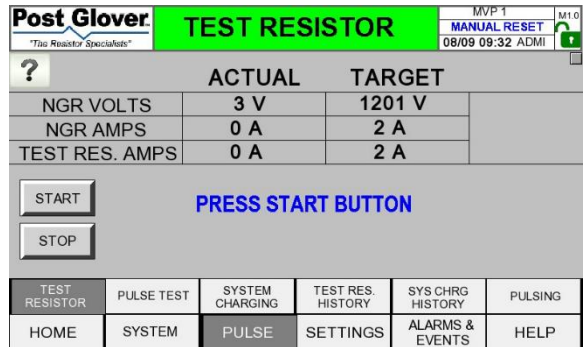 Post Glover.
"The Resistor Specialists"
TEST RESISTOR
MVP 1
M1.0
MANUAL RESET
08/09 09:32 ADMI
?
ACTUAL TARGET
NGR VOLTS 3 V 1201 V
NGR AMPS 0 A 2 A
TEST RES. AMPS 0 A 2 A
START
PRESS START BUTTON
STOP
TEST
RESISTOR
PULSE TEST
SYSTEM
CHARGING
TEST RES.
HISTORY
SYS CHRG
HISTORY
PULSING
HOME
SYSTEM
PULSE
SETTINGS
ALARMS &
EVENTS
HELP